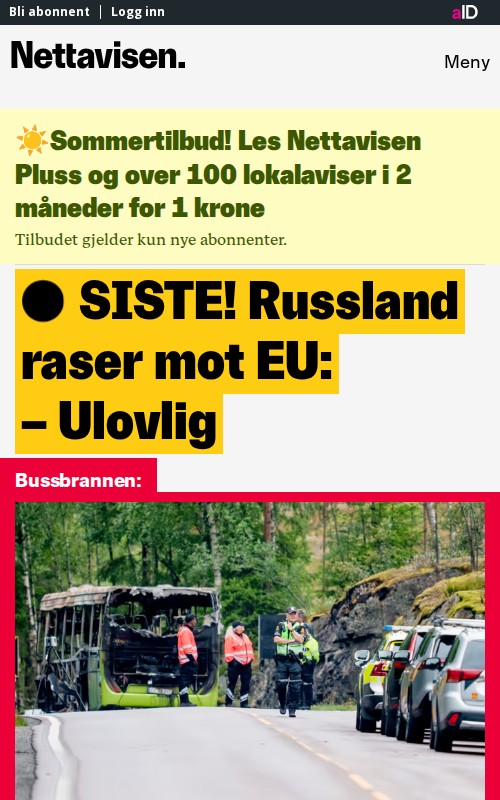 Bli abonnent | Logg inn
aID
Nettavisen.
Meny
☀️Sommertilbud! Les Nettavisen
Pluss og over 100 lokalaviser i 2
måneder for 1 krone
Tilbudet gjelder kun nye abonnenter.
⚫ SISTE! Russland
raser mot EU:
– Ulovlig
Bussbrannen: